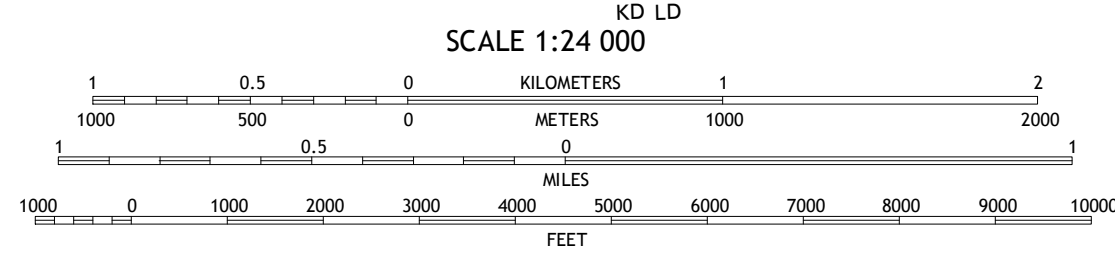 KD LD
SCALE 1:24 000
1 0.5 0 KILOMETERS 1 2
1000 500 0 METERS 1000 2000
1 0.5 0 1
MILES
1000 0 1000 2000 3000 4000 5000 6000 7000 8000 9000 10000
FEET